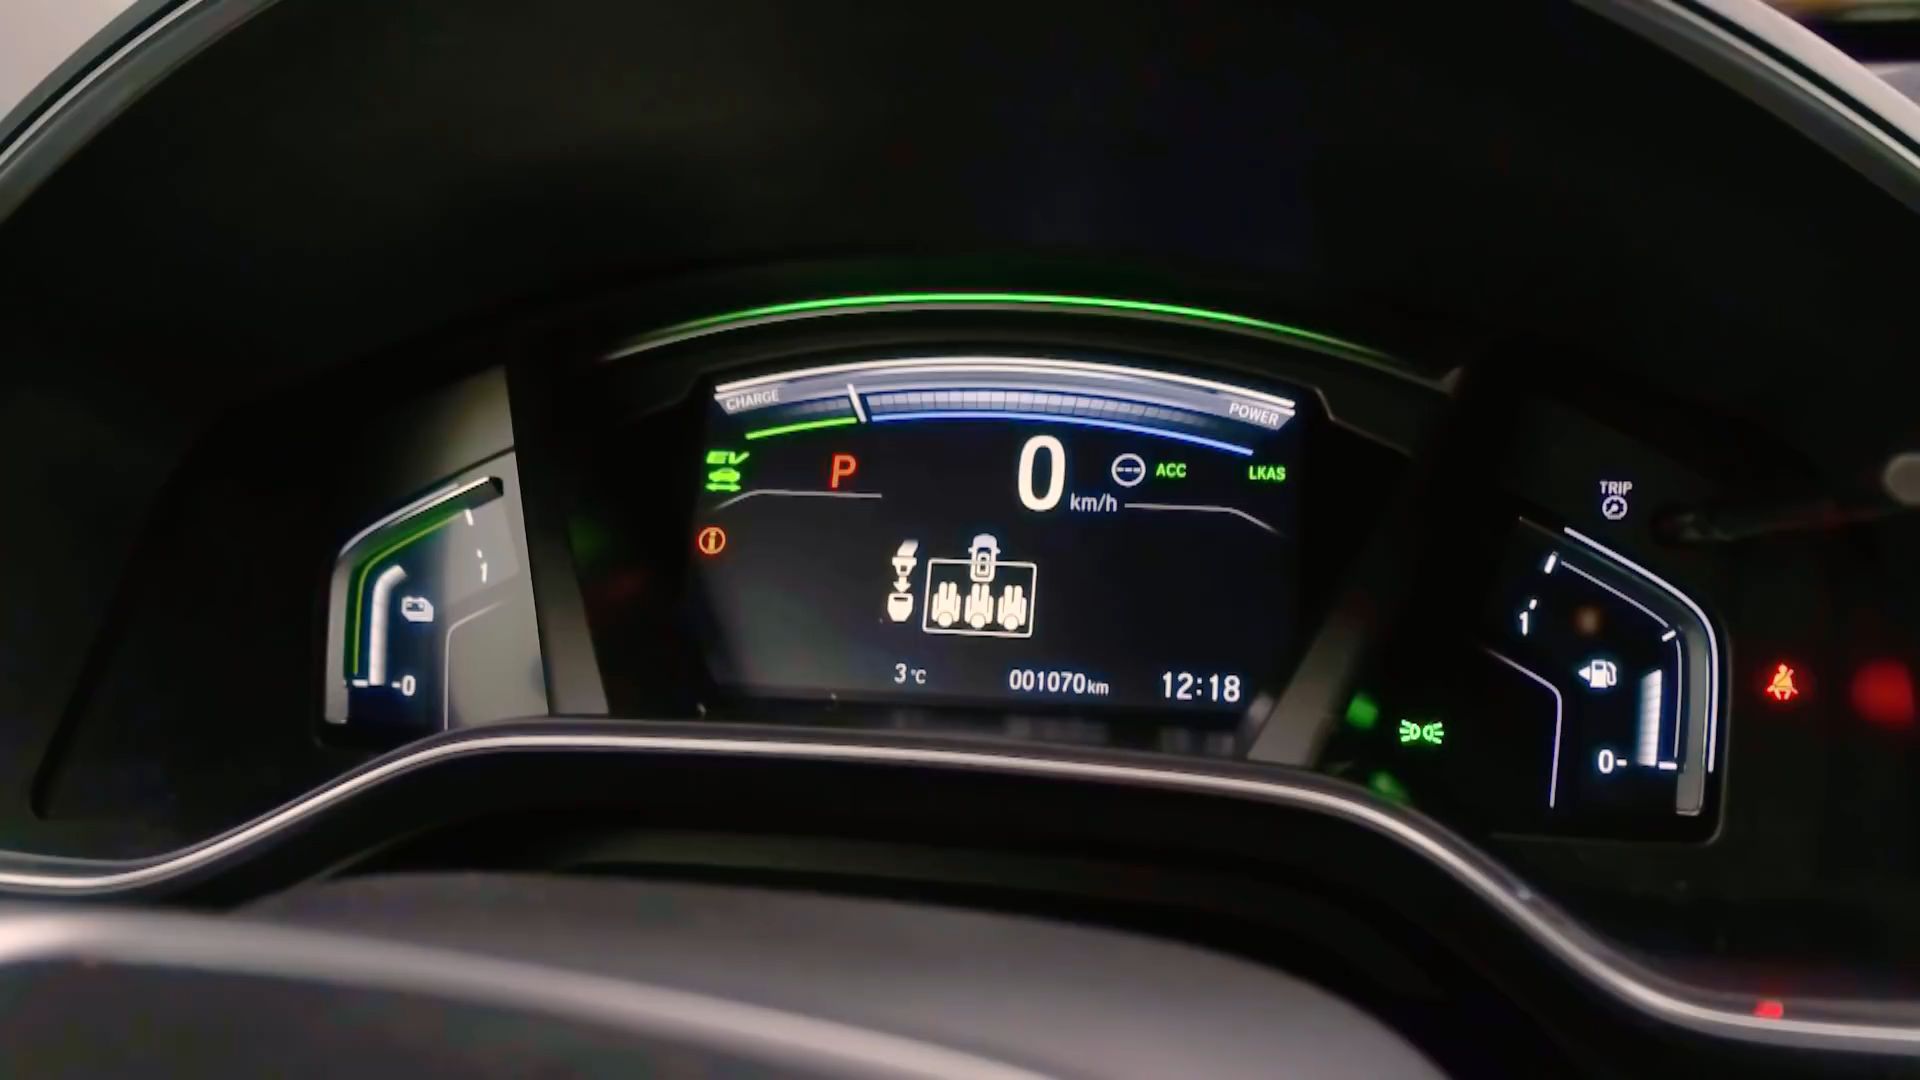 CHARGE
POWER
EV
P
0 km/h
ACC
LKAS
TRIP
1
-0
1
0-
3°C
001070 km
12:18